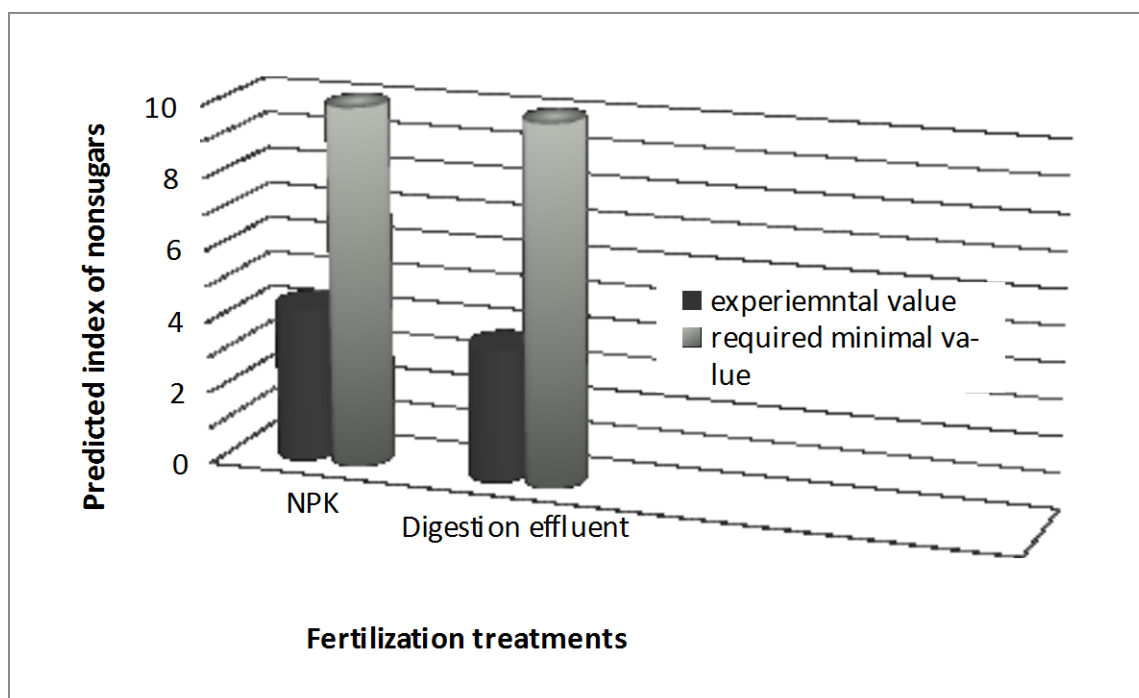 Predicted index of nonsugars
10
8
6
4
2
0
NPK
Digestion effluent
experiemntal value
required minimal va-
lue
Fertilization treatments